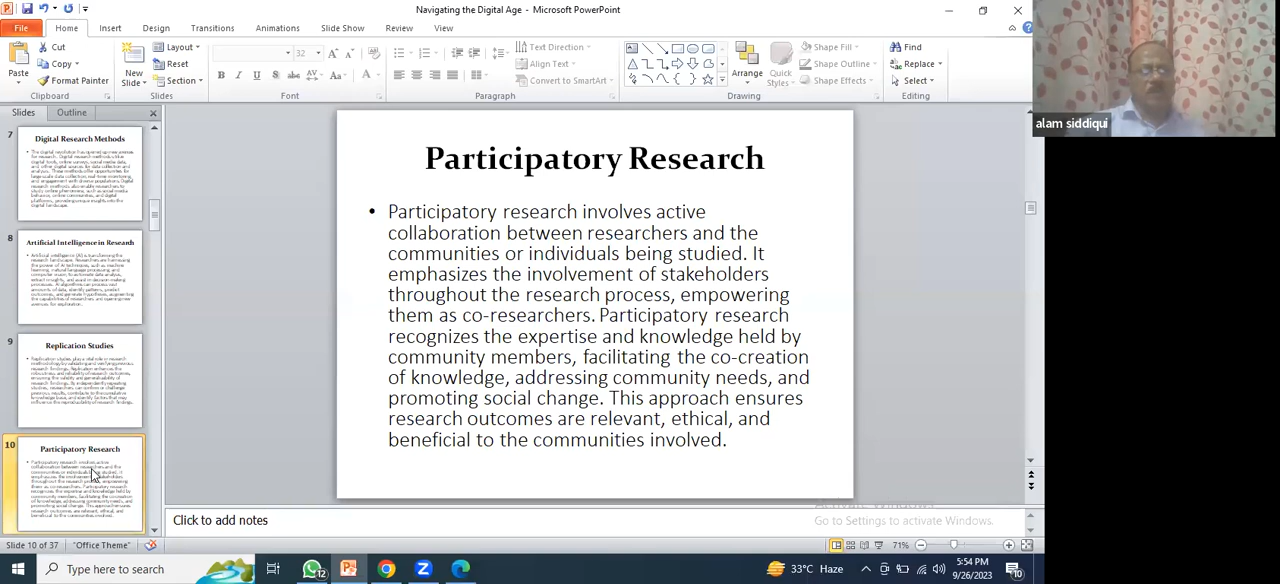 Navigating the Digital Age - Microsoft PowerPoint
File
Home
Insert
Design
Transitions
Animations
Slide Show
Review
View
Paste
Cut
Copy
Format Painter
Clipboard
New
Slide
Layout
Reset
Section
Slides
32
B I U S abc AV Aa A
Font
Text Direction
Align Text
Convert to SmartArt
Paragraph
Arrange
Quick
Styles
Shape Fill
Shape Outline
Shape Effects
Drawing
Find
Replace
Select
Editing
alam siddiqui
Slides
Outline
7
Digital Research Methods
8
Artificial Intelligence in Research
9
Replication Studies
10
Participatory Research
Participatory Research
• Participatory research involves active
collaboration between researchers and the
communities or individuals being studied. It
emphasizes the involvement of stakeholders
throughout the research process, empowering
them as co-researchers. Participatory research
recognizes the expertise and knowledge held by
community members, facilitating the co-creation
of knowledge, addressing community needs, and
promoting social change. This approach ensures
research outcomes are relevant, ethical, and
beneficial to the communities involved.
Click to add notes
Activate Windows
Go to Settings to activate Windows.
Slide 10 of 37
"Office Theme"
71%
Type here to search
12
33°C Haze
5:54 PM
9/26/2023
10